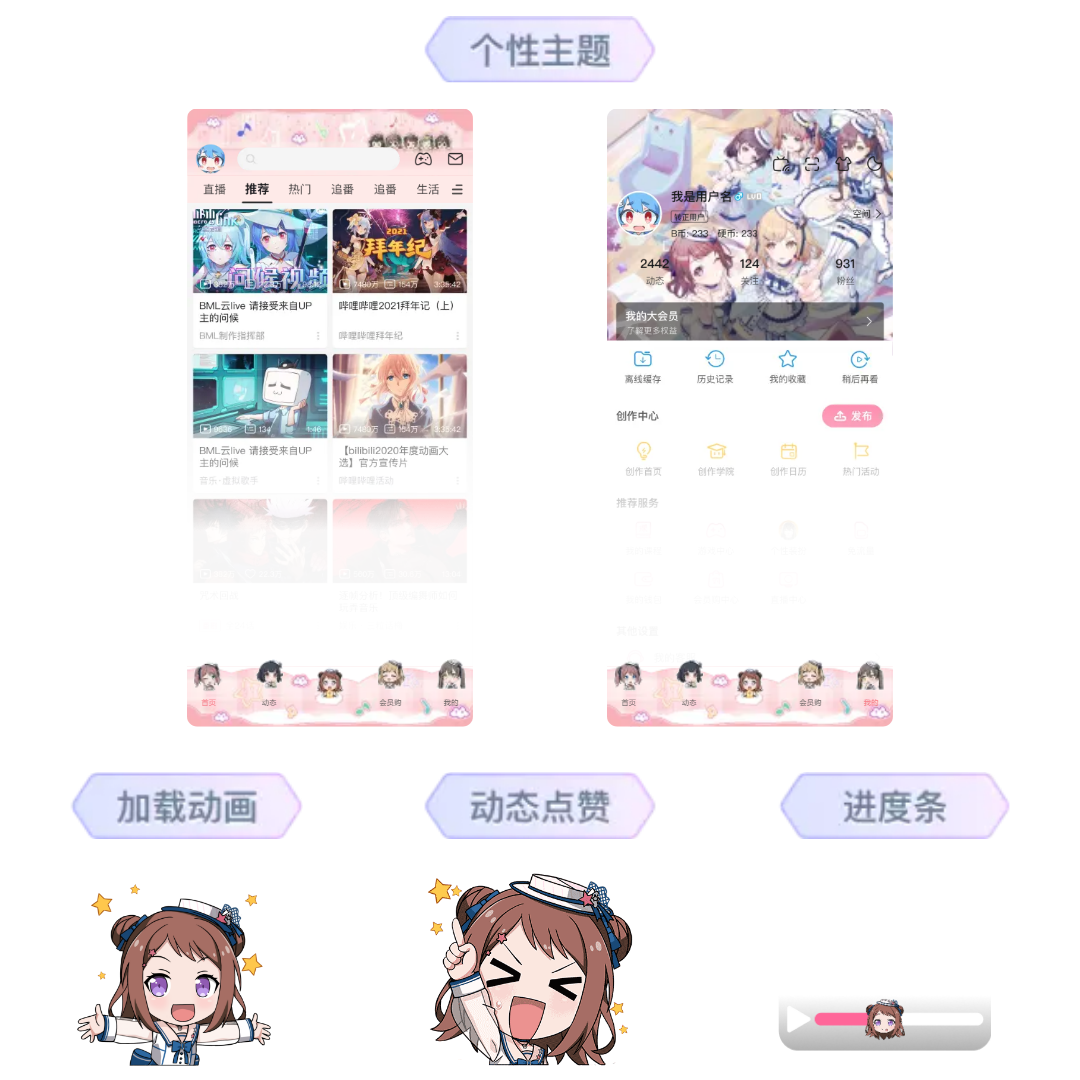 个性主题
直播 推荐 热门 追番 追番 生活
2021
拜年纪
问候视频
7480万 154万 3:35:42
BML云live 请接受来自UP
主的问候
BML制作指挥部
哔哩哔哩2021拜年记（上）
哔哩哔哩拜年纪
9636 134 1:46
7483万 154万 3:35:42
BML云live 请接受来自UP
主的问候
音乐·虚拟歌手
【bilibili2020年度动画大
选】官方宣传片
哔哩哔哩活动
首页 动态 会员购 我的
我是用户名
转正用户
B币: 233 硬币: 233
空间
2442 124 931
动态 关注 粉丝
我的大会员
了解更多权益
离线缓存 历史记录 我的收藏 稍后再看
创作中心 发布
创作首页 创作学院 创作日历 热门活动
推荐服务
首页 动态 会员购 我的
加载动画 动态点赞 进度条